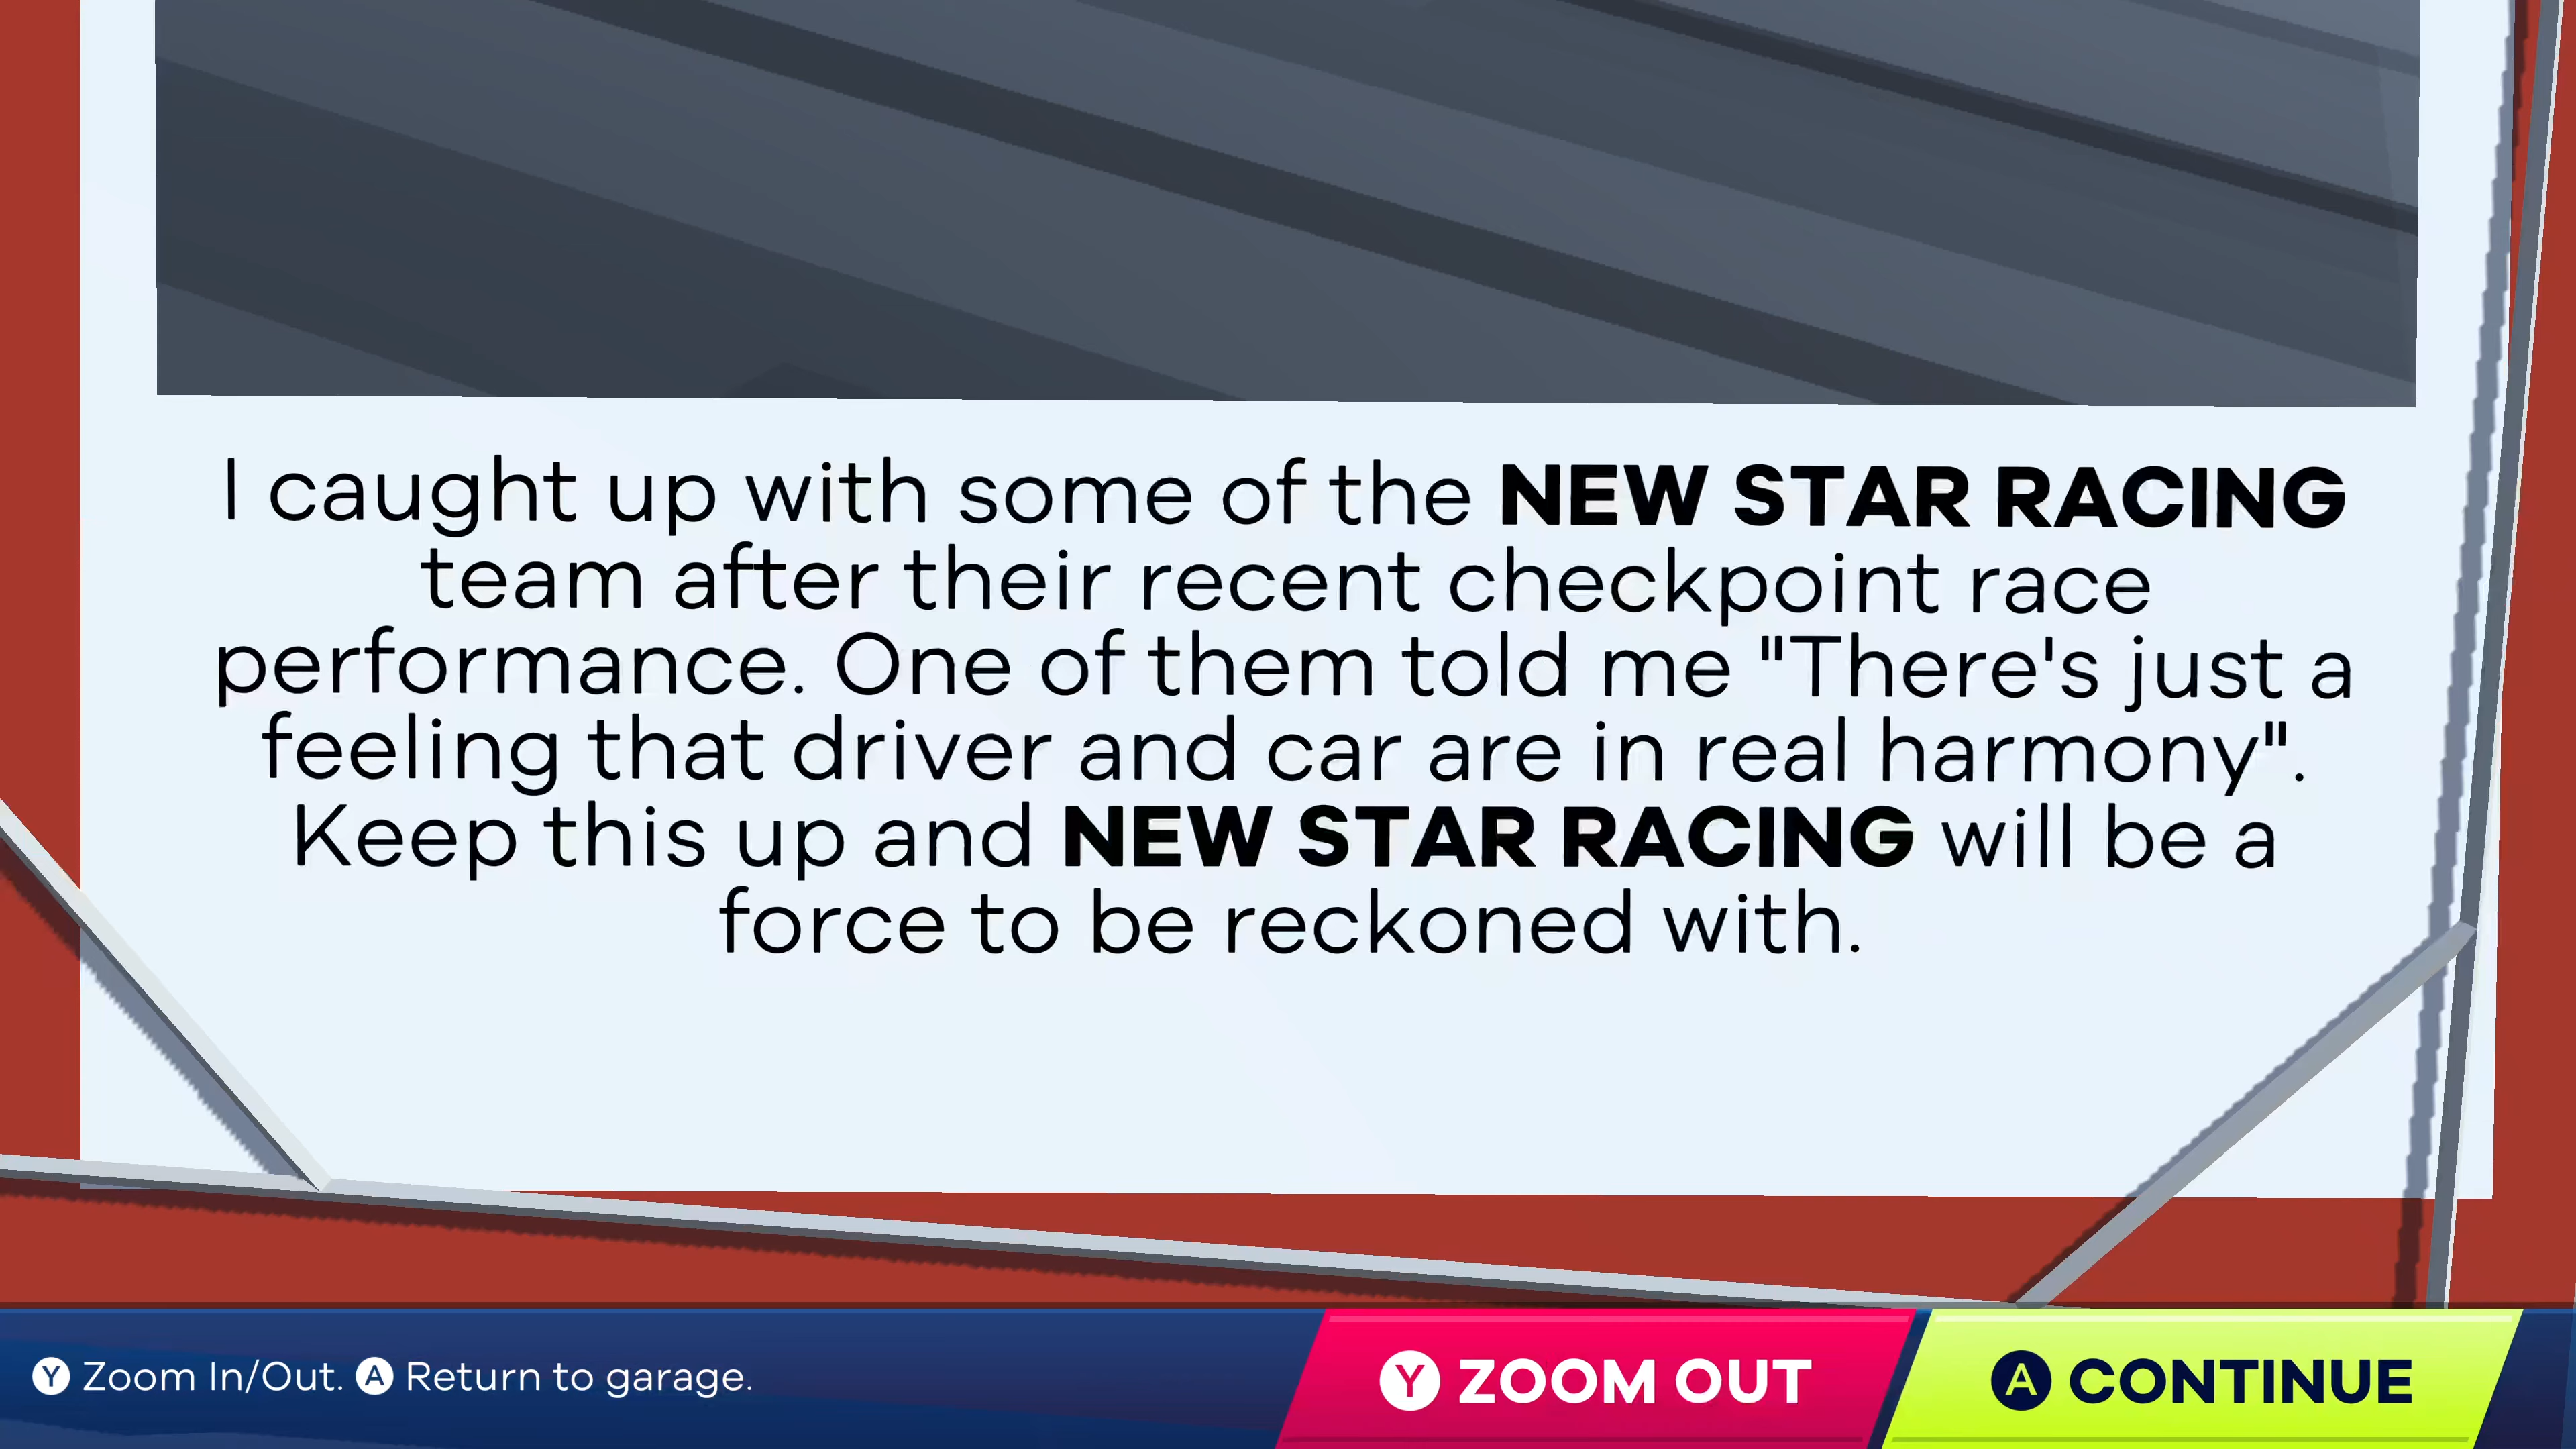 I caught up with some of the NEW STAR RACING
team after their recent checkpoint race
performance. One of them told me "There's just a
feeling that driver and car are in real harmony".
Keep this up and NEW STAR RACING will be a
force to be reckoned with.
Y Zoom In/Out. A Return to garage.
Y ZOOM OUT
A CONTINUE